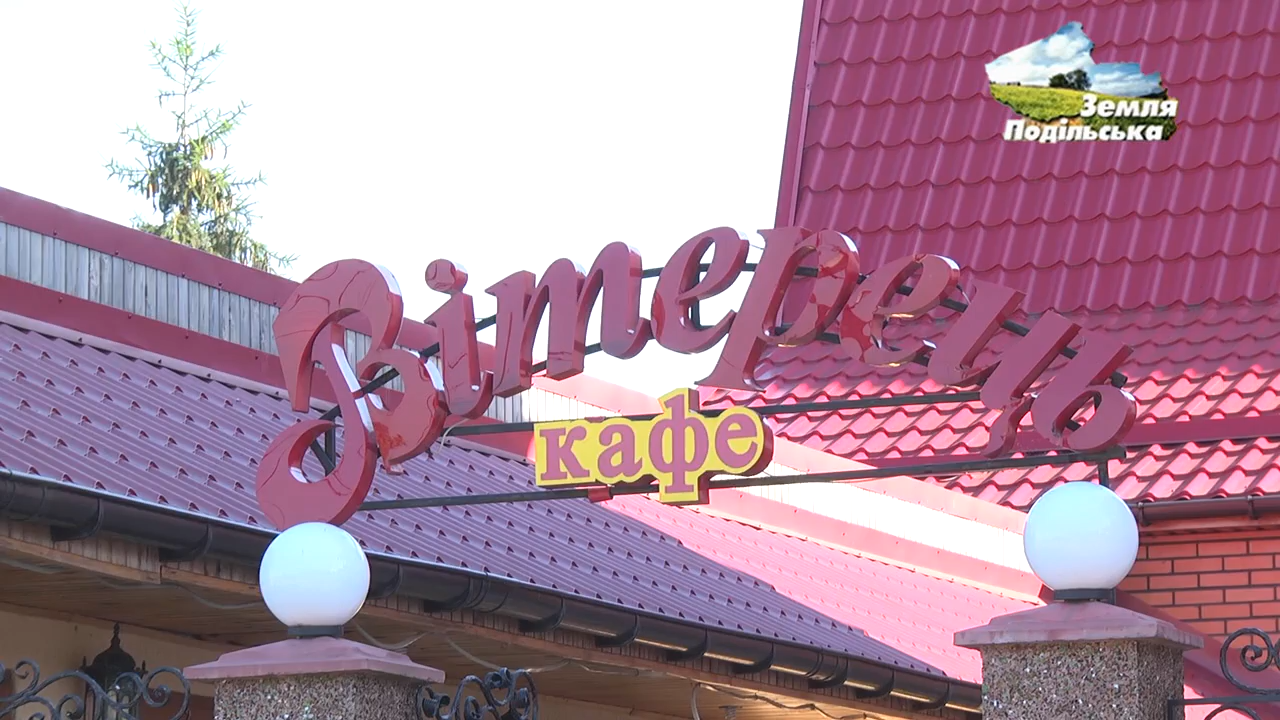 Земля
Подільська
Вітерець
кафе